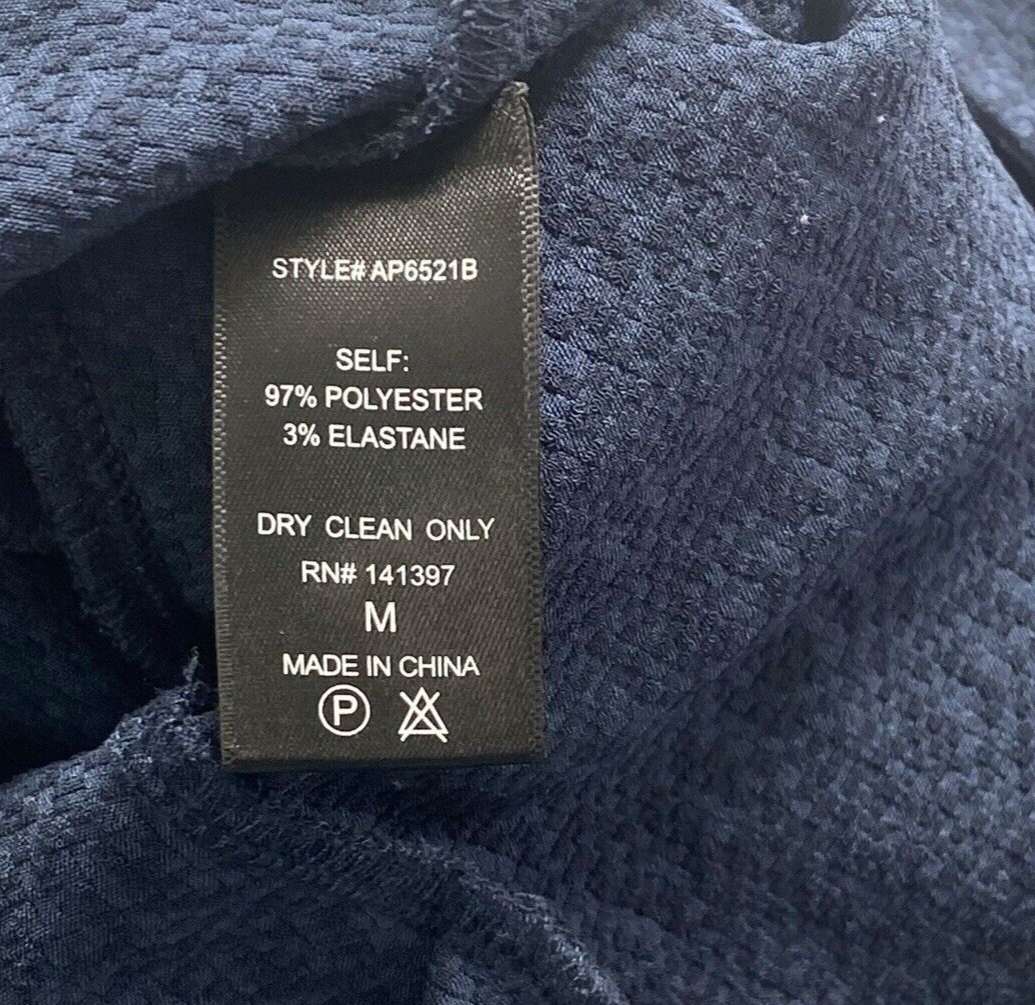 STYLE# AP6521B
SELF:
97% POLYESTER
3% ELASTANE
DRY CLEAN ONLY
RN# 141397
M
MADE IN CHINA
P